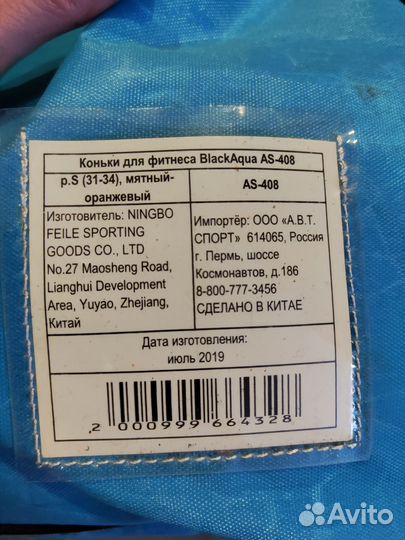 Коньки для фитнеса BlackAqua AS-408
р.S (31-34), мятный-
оранжевый
AS-408
Изготовитель: NINGBO
FEILE SPORTING
GOODS CO., LTD
No.27 Maosheng Road,
Lianghui Development
Area, Yuyao, Zhejiang,
Китай
Импортёр: ООО «А.В.Т.
СПОРТ» 614065, Россия
г. Пермь, шоссе
Космонавтов, д.186
8-800-777-3456
СДЕЛАНО В КИТАЕ
Дата изготовления:
июль 2019
2 000999 664328
Avito